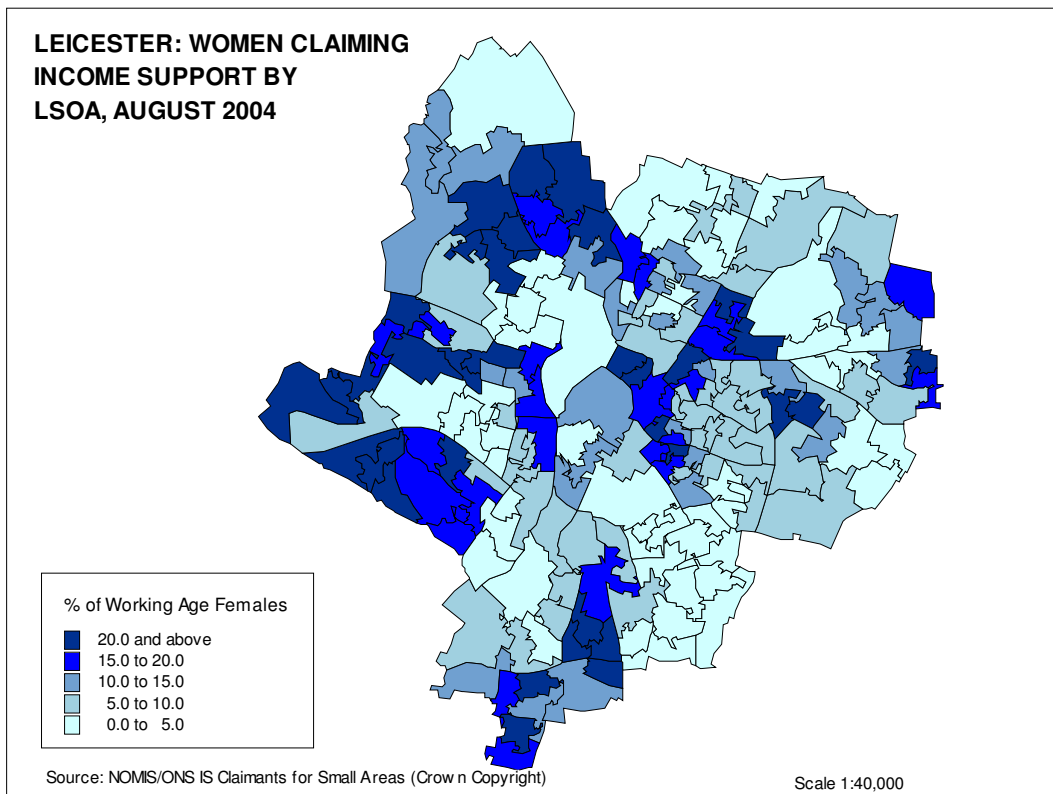 LEICESTER: WOMEN CLAIMING
INCOME SUPPORT BY
LSOA, AUGUST 2004
% of Working Age Females
20.0 and above
15.0 to 20.0
10.0 to 15.0
5.0 to 10.0
0.0 to 5.0
Source: NOMIS/ONS IS Claimants for Small Areas (Crown Copyright)
Scale 1:40,000